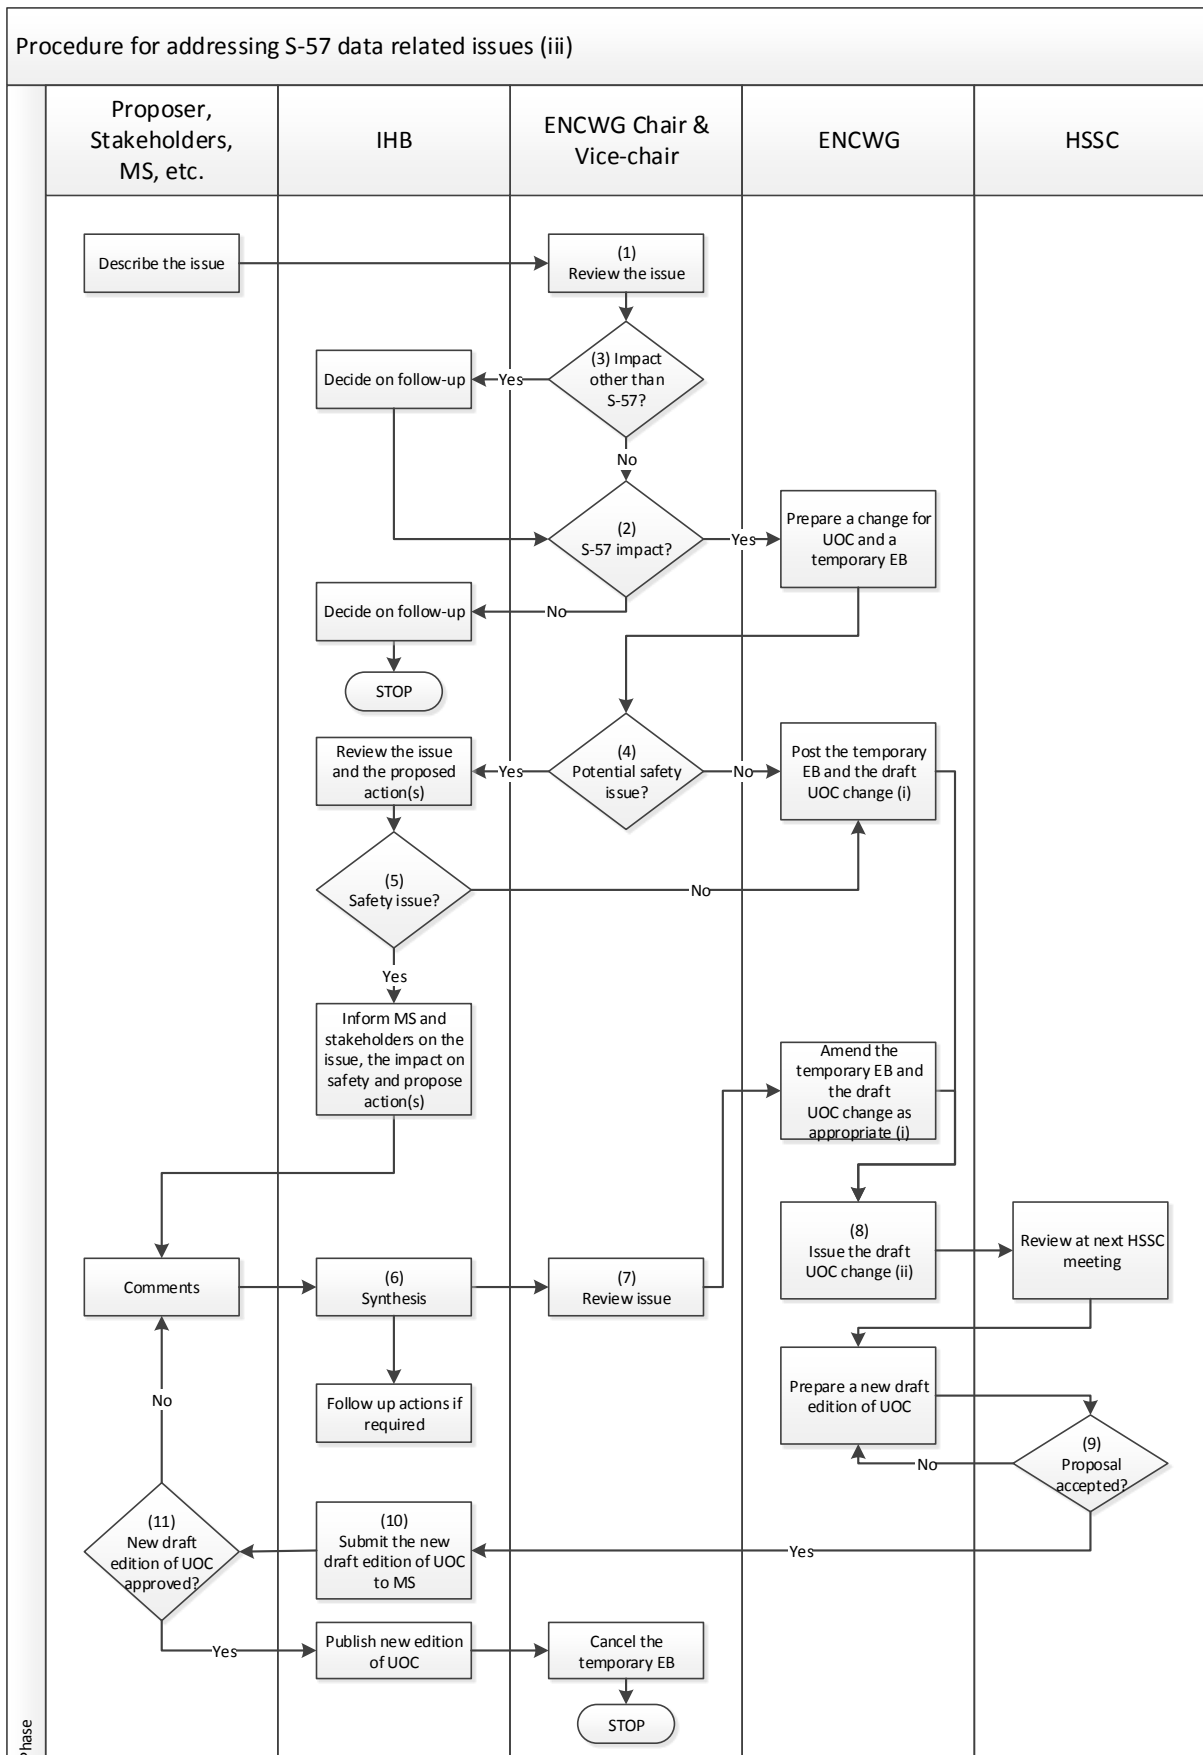 Procedure for addressing S-57 data related issues (iii)
Proposer,
Stakeholders,
MS, etc.
IHB
ENCWG Chair &
Vice-chair
ENCWG
HSSC
Describe the issue
(1)
Review the issue
(3) Impact
other than
S-57?
Yes
Decide on follow-up
No
(2)
S-57 impact?
Yes
Prepare a change for
UOC and a
temporary EB
No
Decide on follow-up
STOP
(4)
Potential safety
issue?
Yes
Review the issue
and the proposed
action(s)
No
Post the temporary
EB and the draft
UOC change (i)
(5)
Safety issue?
No
Yes
Inform MS and
stakeholders on the
issue, the impact on
safety and propose
action(s)
Amend the
temporary EB and
the draft
UOC change as
appropriate (i)
(8)
Issue the draft
UOC change (ii)
Review at next HSSC
meeting
Comments
(6)
Synthesis
(7)
Review issue
Follow up actions if
required
Prepare a new draft
edition of UOC
(9)
Proposal
accepted?
No
No
Yes
(10)
Submit the new
draft edition of UOC
to MS
(11)
New draft
edition of UOC
approved?
Yes
Publish new edition
of UOC
Cancel the
temporary EB
STOP
Phase